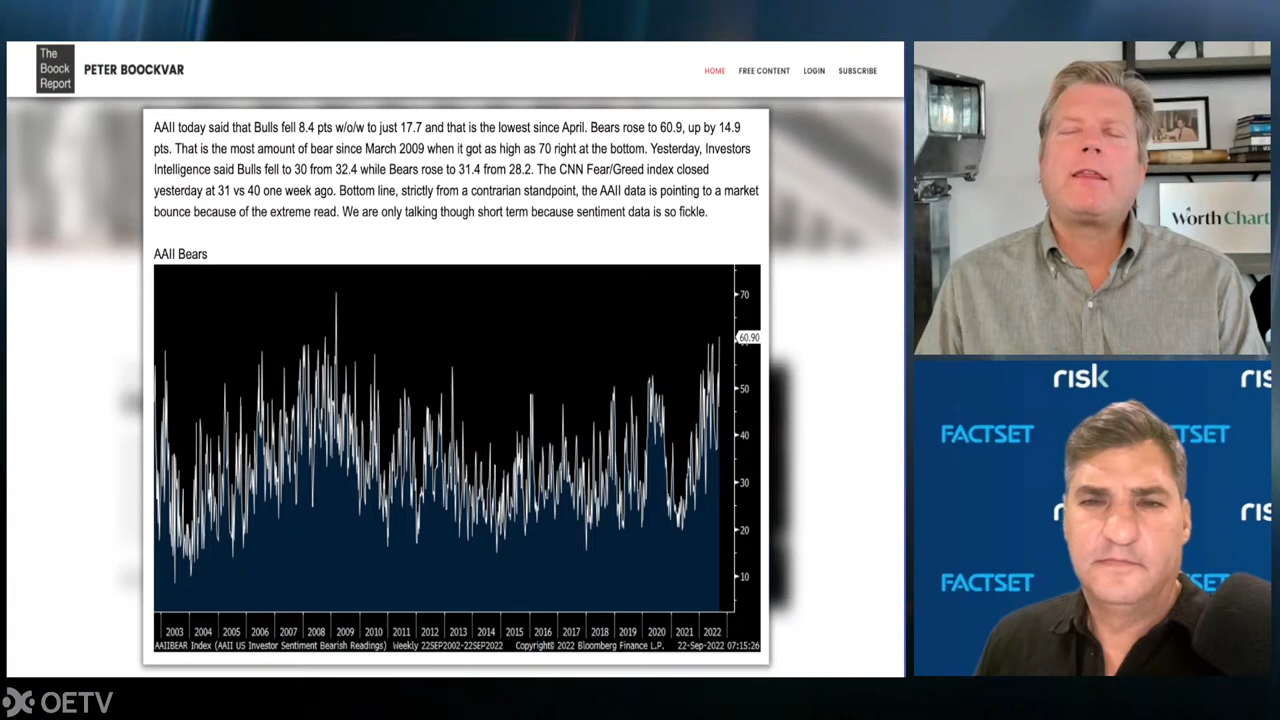 The
Boock
Report
PETER BOOCKVAR
HOME FREE CONTENT LOGIN SUBSCRIBE
AAII today said that Bulls fell 8.4 pts w/o/w to just 17.7 and that is the lowest since April. Bears rose to 60.9, up by 14.9
pts. That is the most amount of bear since March 2009 when it got as high as 70 right at the bottom. Yesterday, Investors
Intelligence said Bulls fell to 30 from 32.4 while Bears rose to 31.4 from 28.2. The CNN Fear/Greed index closed
yesterday at 31 vs 40 one week ago. Bottom line, strictly from a contrarian standpoint, the AAII data is pointing to a market
bounce because of the extreme read. We are only talking though short term because sentiment data is so fickle.
AAII Bears
70
60.90
50
40
30
20
10
2003 2004 2005 2006 2007 2008 2009 2010 2011 2012 2013 2014 2015 2016 2017 2018 2019 2020 2021 2022
AAIIBEAR Index (AAII US Investor Sentiment Bearish Readings) Weekly 22SEP2002-22SEP2022 Copyright© 2022 Bloomberg Finance L.P. 22-Sep-2022 07:15:26
Worth Chart
risk
ris
FACTSET
TSET
ris
FACTSET
SET
OETV